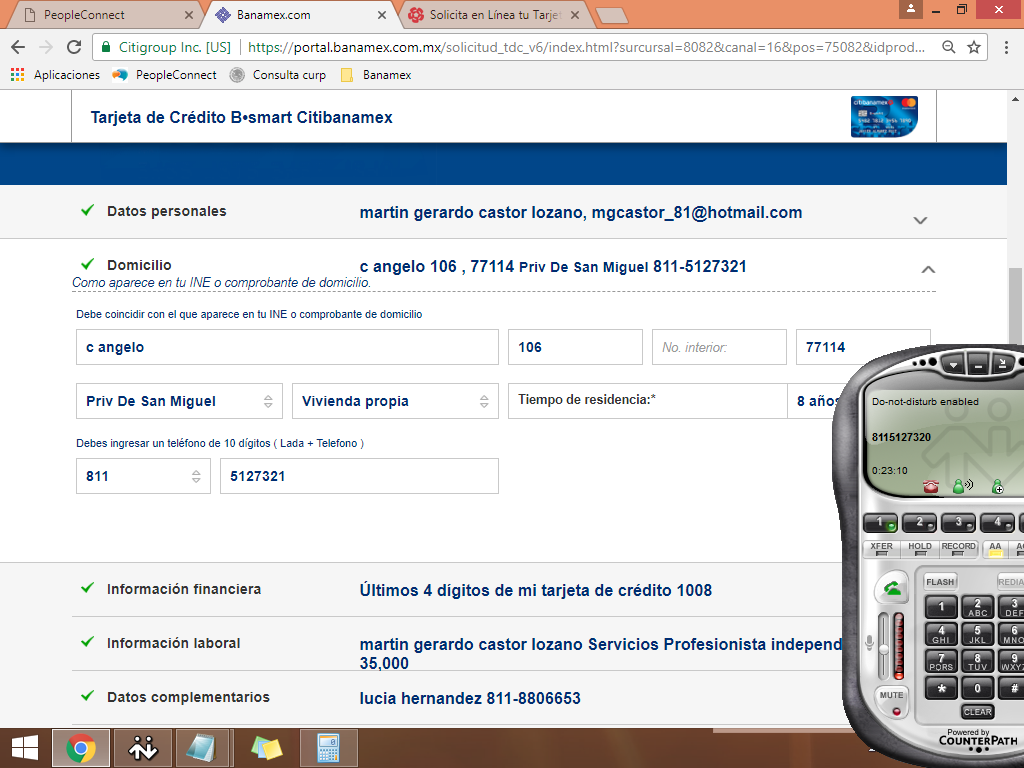 PeopleConnect
Banamex.com
Solicita en Línea tu Tarjet
Citigroup Inc. [US]
https://portal.banamex.com.mx/solicitud_tdc_v6/index.html?surcursal=8082&canal=16&pos=75082&idprod...
Aplicaciones PeopleConnect Consulta curp Banamex
Tarjeta de Crédito B•smart Citibanamex
citibanamex
Datos personales martin gerardo castor lozano, mgcastor_81@hotmail.com
Domicilio c angelo 106 , 77114 Priv De San Miguel 811-5127321
Como aparece en tu INE o comprobante de domicilio.
Debe coincidir con el que aparece en tu INE o comprobante de domicilio
c angelo 106 No. interior: 77114
Priv De San Miguel Vivienda propia Tiempo de residencia:* 8 años
Debes ingresar un teléfono de 10 dígitos ( Lada + Telefono )
811 5127321
Información financiera Últimos 4 dígitos de mi tarjeta de crédito 1008
Información laboral martin gerardo castor lozano Servicios Profesionista independ
35,000
Datos complementarios lucia hernandez 811-8806653
Do-not-disturb enabled
8115127320
0:23:10
1 2 3 4
XFER HOLD RECORD AA
FLASH REDIA
1 2 ABC 3 DEF
4 GHI 5 JKL 6 MNO
7 PQRS 8 TUV 9 WXYZ
* 0 #
MUTE
CLEAR
Powered by
COUNTERPATH